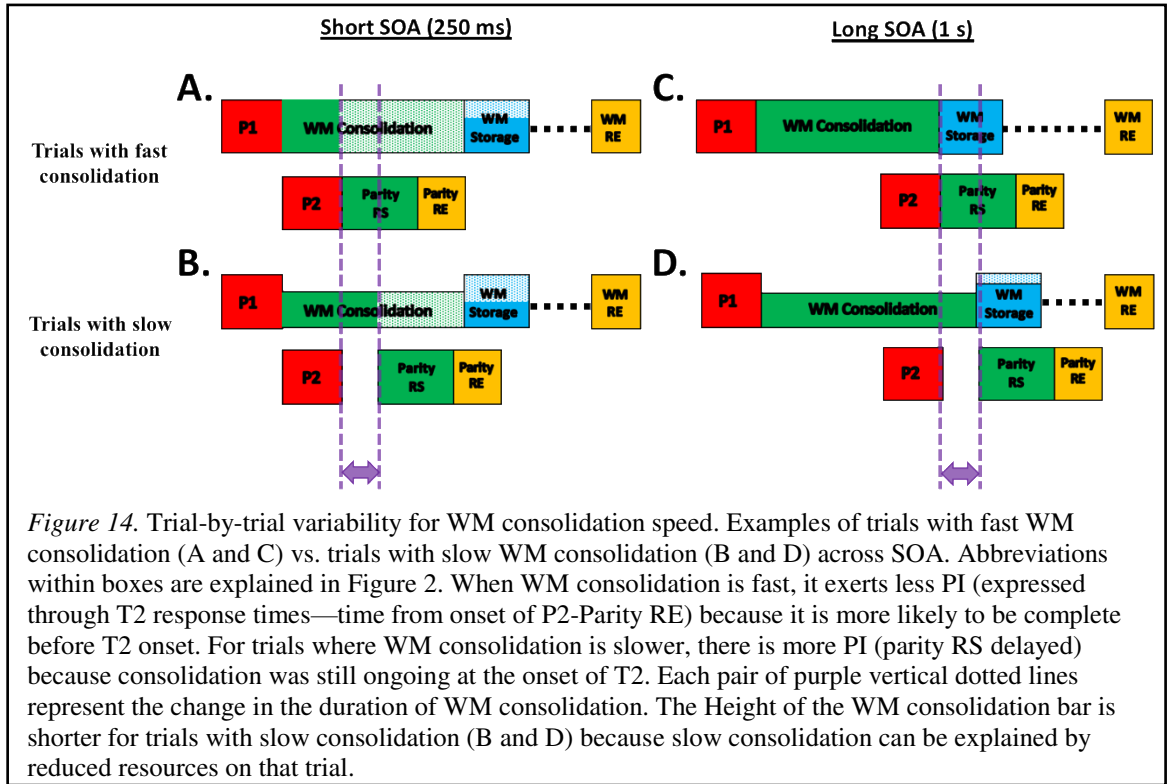 Short SOA (250 ms)
Long SOA (1 s)
A.
P1
WM Consolidation
WM
Storage
WM
RE
C.
P1
WM Consolidation
WM
Storage
WM
RE
Trials with fast
consolidation
P2
Parity
RS
Parity
RE
P2
Parity
RS
Parity
RE
B.
P1
WM Consolidation
WM
Storage
WM
RE
D.
P1
WM Consolidation
WM
Storage
WM
RE
Trials with slow
consolidation
P2
Parity
RS
Parity
RE
P2
Parity
RS
Parity
RE
Figure 14. Trial-by-trial variability for WM consolidation speed. Examples of trials with fast WM
consolidation (A and C) vs. trials with slow WM consolidation (B and D) across SOA. Abbreviations
within boxes are explained in Figure 2. When WM consolidation is fast, it exerts less PI (expressed
through T2 response times—time from onset of P2-Parity RE) because it is more likely to be complete
before T2 onset. For trials where WM consolidation is slower, there is more PI (parity RS delayed)
because consolidation was still ongoing at the onset of T2. Each pair of purple vertical dotted lines
represent the change in the duration of WM consolidation. The Height of the WM consolidation bar is
shorter for trials with slow consolidation (B and D) because slow consolidation can be explained by
reduced resources on that trial.